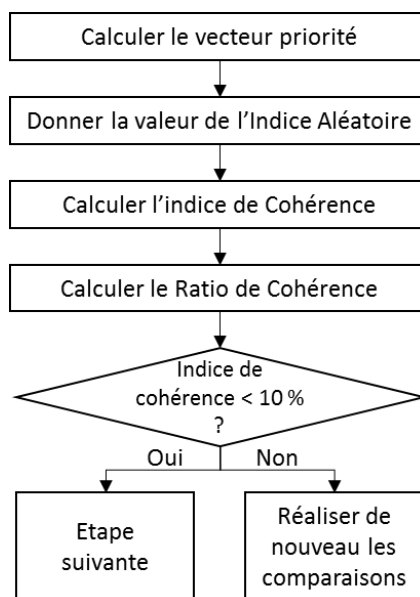 Calculer le vecteur priorité
Donner la valeur de l'Indice Aléatoire
Calculer l'indice de Cohérence
Calculer le Ratio de Cohérence
Indice de
cohérence < 10 %
?
Oui
Non
Etape
suivante
Réaliser de
nouveau les
comparaisons